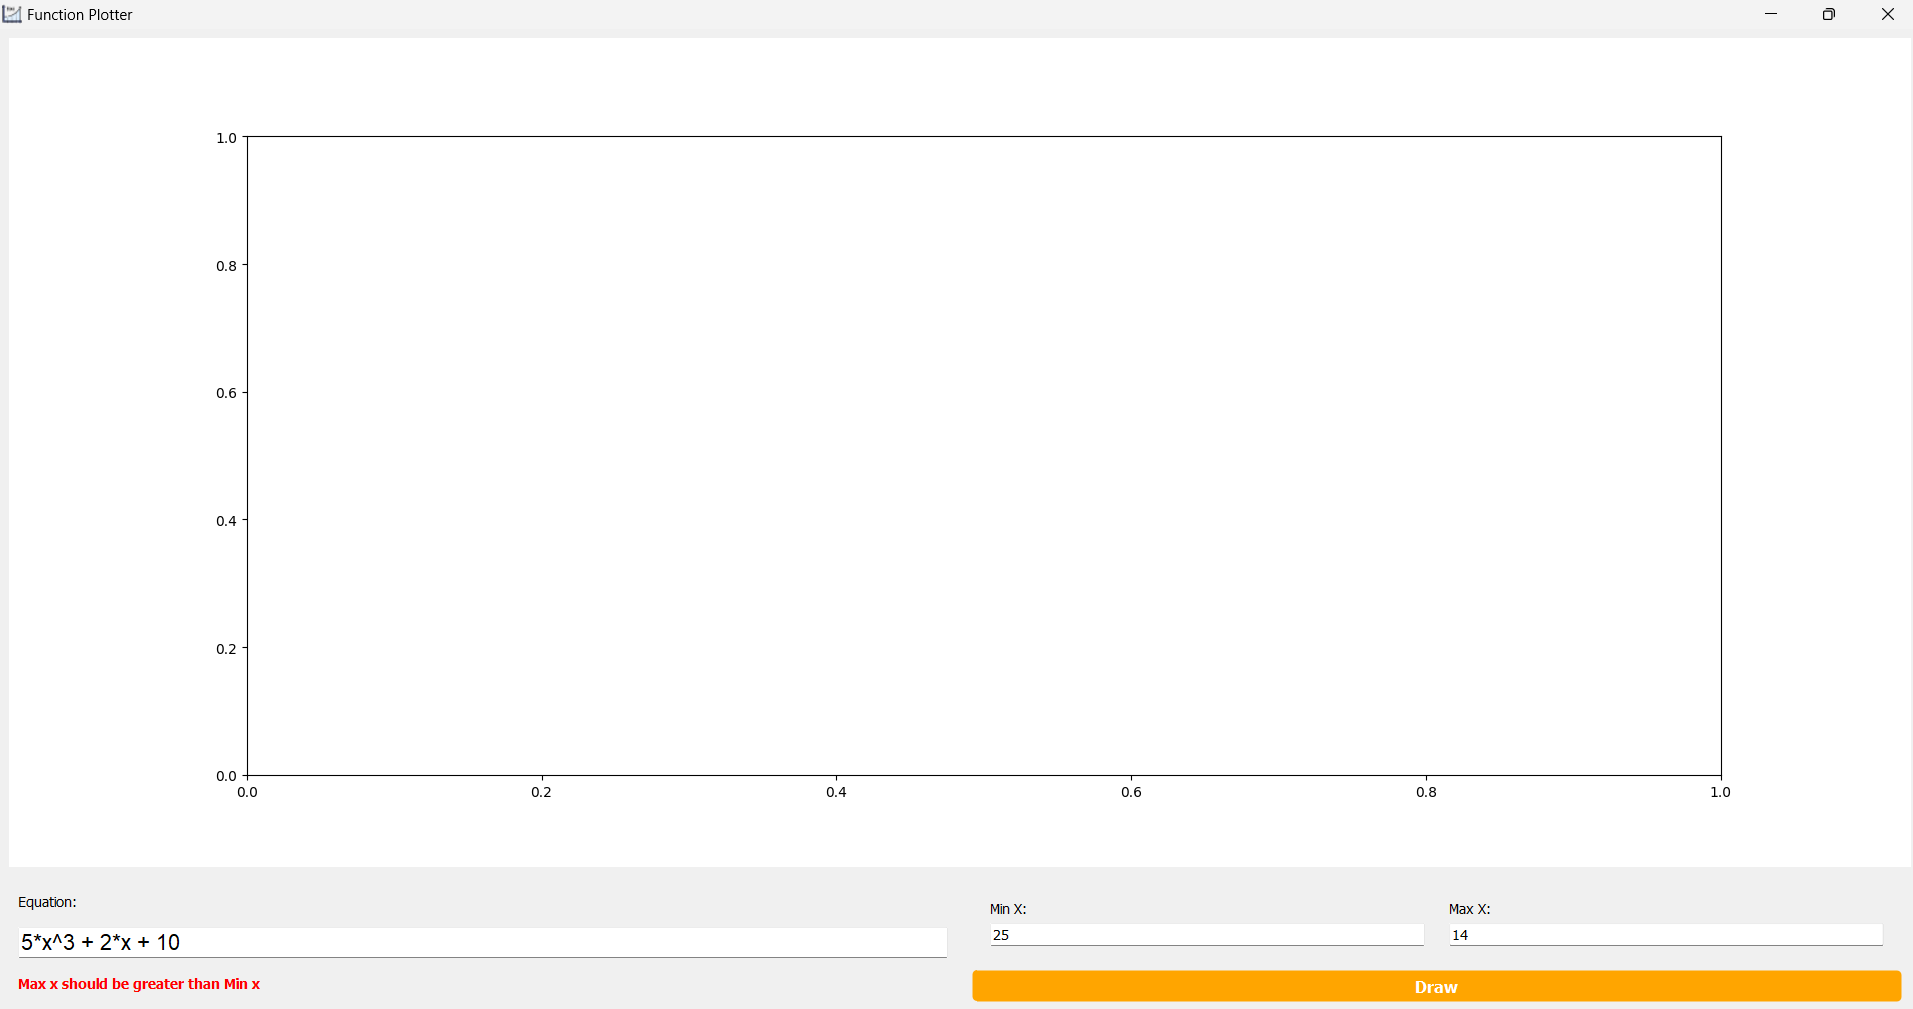 Function Plotter
1.0
0.8
0.6
0.4
0.2
0.0
0.0 0.2 0.4 0.6 0.8 1.0
Equation:
5*x^3 + 2*x + 10
Max x should be greater than Min x
Min X:
25
Max X:
14
Draw